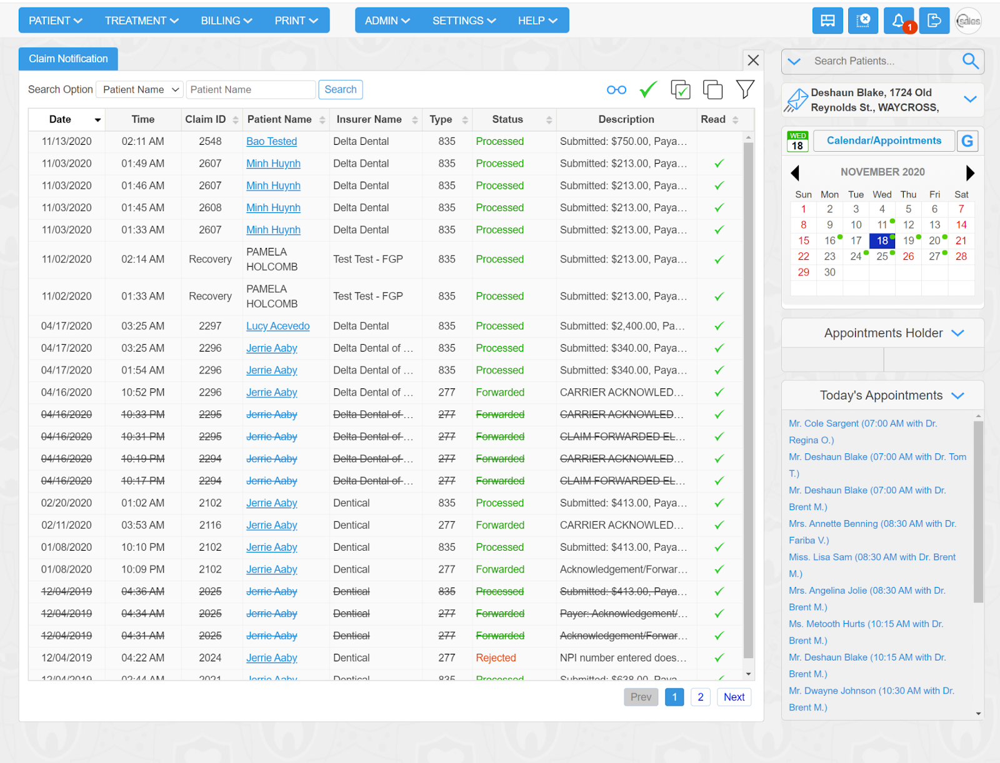 PATIENT TREATMENT BILLING PRINT ADMIN SETTINGS HELP 1 sales
Claim Notification
Search Option Patient Name Patient Name Search
Date Time Claim ID Patient Name Insurer Name Type Status Description Read
11/13/2020 02:11 AM 2548 Bao Tested Delta Dental 835 Processed Submitted: $750.00, Paya...
11/03/2020 01:49 AM 2607 Minh Huynh Delta Dental 835 Processed Submitted: $213.00, Paya...
11/03/2020 01:46 AM 2607 Minh Huynh Delta Dental 835 Processed Submitted: $213.00, Paya...
11/03/2020 01:45 AM 2608 Minh Huynh Delta Dental 835 Processed Submitted: $213.00, Paya...
11/03/2020 01:33 AM 2607 Minh Huynh Delta Dental 835 Processed Submitted: $213.00, Paya...
11/02/2020 02:14 AM Recovery PAMELA HOLCOMB Test Test - FGP 835 Processed Submitted: $213.00, Paya...
11/02/2020 01:33 AM Recovery PAMELA HOLCOMB Test Test - FGP 835 Processed Submitted: $213.00, Paya...
04/17/2020 03:25 AM 2297 Lucy Acevedo Delta Dental 835 Processed Submitted: $2,400.00, Pa...
04/17/2020 03:25 AM 2296 Jerrie Aaby Delta Dental of ... 835 Processed Submitted: $340.00, Paya...
04/17/2020 01:54 AM 2296 Jerrie Aaby Delta Dental of ... 835 Processed Submitted: $340.00, Paya...
04/16/2020 10:52 PM 2296 Jerrie Aaby Delta Dental of ... 277 Forwarded CARRIER ACKNOWLED...
04/16/2020 10:33 PM 2295 Jerrie Aaby Delta Dental of ... 277 Forwarded CARRIER ACKNOWLED...
04/16/2020 10:31 PM 2295 Jerrie Aaby Delta Dental of ... 277 Forwarded CLAIM FORWARDED EL...
04/16/2020 10:19 PM 2294 Jerrie Aaby Delta Dental of ... 277 Forwarded CARRIER ACKNOWLED...
04/16/2020 10:17 PM 2294 Jerrie Aaby Delta Dental of ... 277 Forwarded CLAIM FORWARDED EL...
02/20/2020 01:02 AM 2102 Jerrie Aaby Dentical 835 Processed Submitted: $413.00, Paya...
02/11/2020 03:53 AM 2116 Jerrie Aaby Dentical 277 Forwarded CARRIER ACKNOWLED...
01/08/2020 10:10 PM 2102 Jerrie Aaby Dentical 835 Processed Submitted: $413.00, Paya...
01/08/2020 10:09 PM 2102 Jerrie Aaby Dentical 277 Forwarded Acknowledgement/Forwar...
12/04/2019 04:36 AM 2025 Jerrie Aaby Dentical 835 Processed Submitted: $413.00, Paya...
12/04/2019 04:34 AM 2025 Jerrie Aaby Dentical 277 Forwarded Payer: Acknowledgement/...
12/04/2019 04:31 AM 2025 Jerrie Aaby Dentical 277 Forwarded Acknowledgement/Forwar...
12/04/2019 04:22 AM 2024 Jerrie Aaby Dentical 277 Rejected NPI number entered does...
12/04/2019 02:44 AM 2021 Jerrie Aaby Dentical 835 Processed Submitted: $638.00, Paya...
Prev 1 2 Next
Search Patients...
Deshaun Blake, 1724 Old
Reynolds St., WAYCROSS,
WED
18 Calendar/Appointments G
NOVEMBER 2020
Sun Mon Tue Wed Thu Fri Sat
1 2 3 4 5 6 7
8 9 10 11 12 13 14
15 16 17 18 19 20 21
22 23 24 25 26 27 28
29 30
Appointments Holder
Today's Appointments
Mr. Cole Sargent (07:00 AM with Dr.
Regina O.)
Mr. Deshaun Blake (07:00 AM with Dr. Tom
T.)
Mr. Deshaun Blake (07:00 AM with Dr.
Brent M.)
Mrs. Annette Benning (08:30 AM with Dr.
Fariba V.)
Miss. Lisa Sam (08:30 AM with Dr. Brent
M.)
Mrs. Angelina Jolie (08:30 AM with Dr.
Brent M.)
Ms. Metooth Hurts (10:15 AM with Dr.
Brent M.)
Mr. Deshaun Blake (10:15 AM with Dr.
Brent M.)
Mr. Dwayne Johnson (10:30 AM with Dr.
Brent M.)